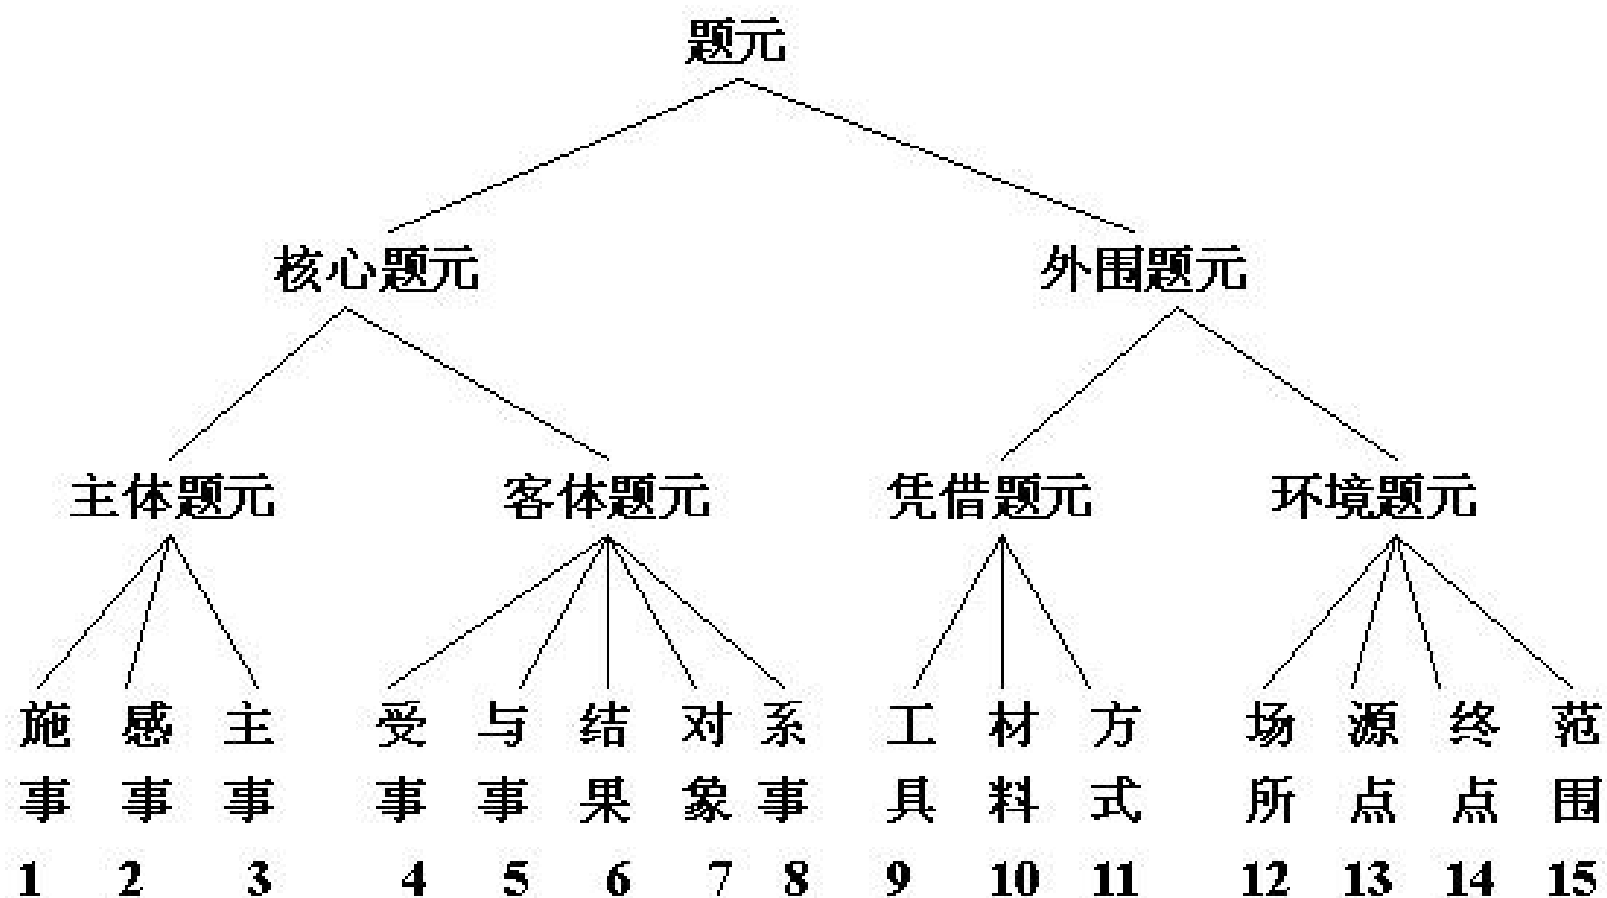 题元
核心题元 外围题元
主体题元 客体题元 凭借题元 环境题元
施事 感事 主事 受事 与事 结果 对象 系事 工具 材料 方式 场所 源点 终点 范围
1 2 3 4 5 6 7 8 9 10 11 12 13 14 15